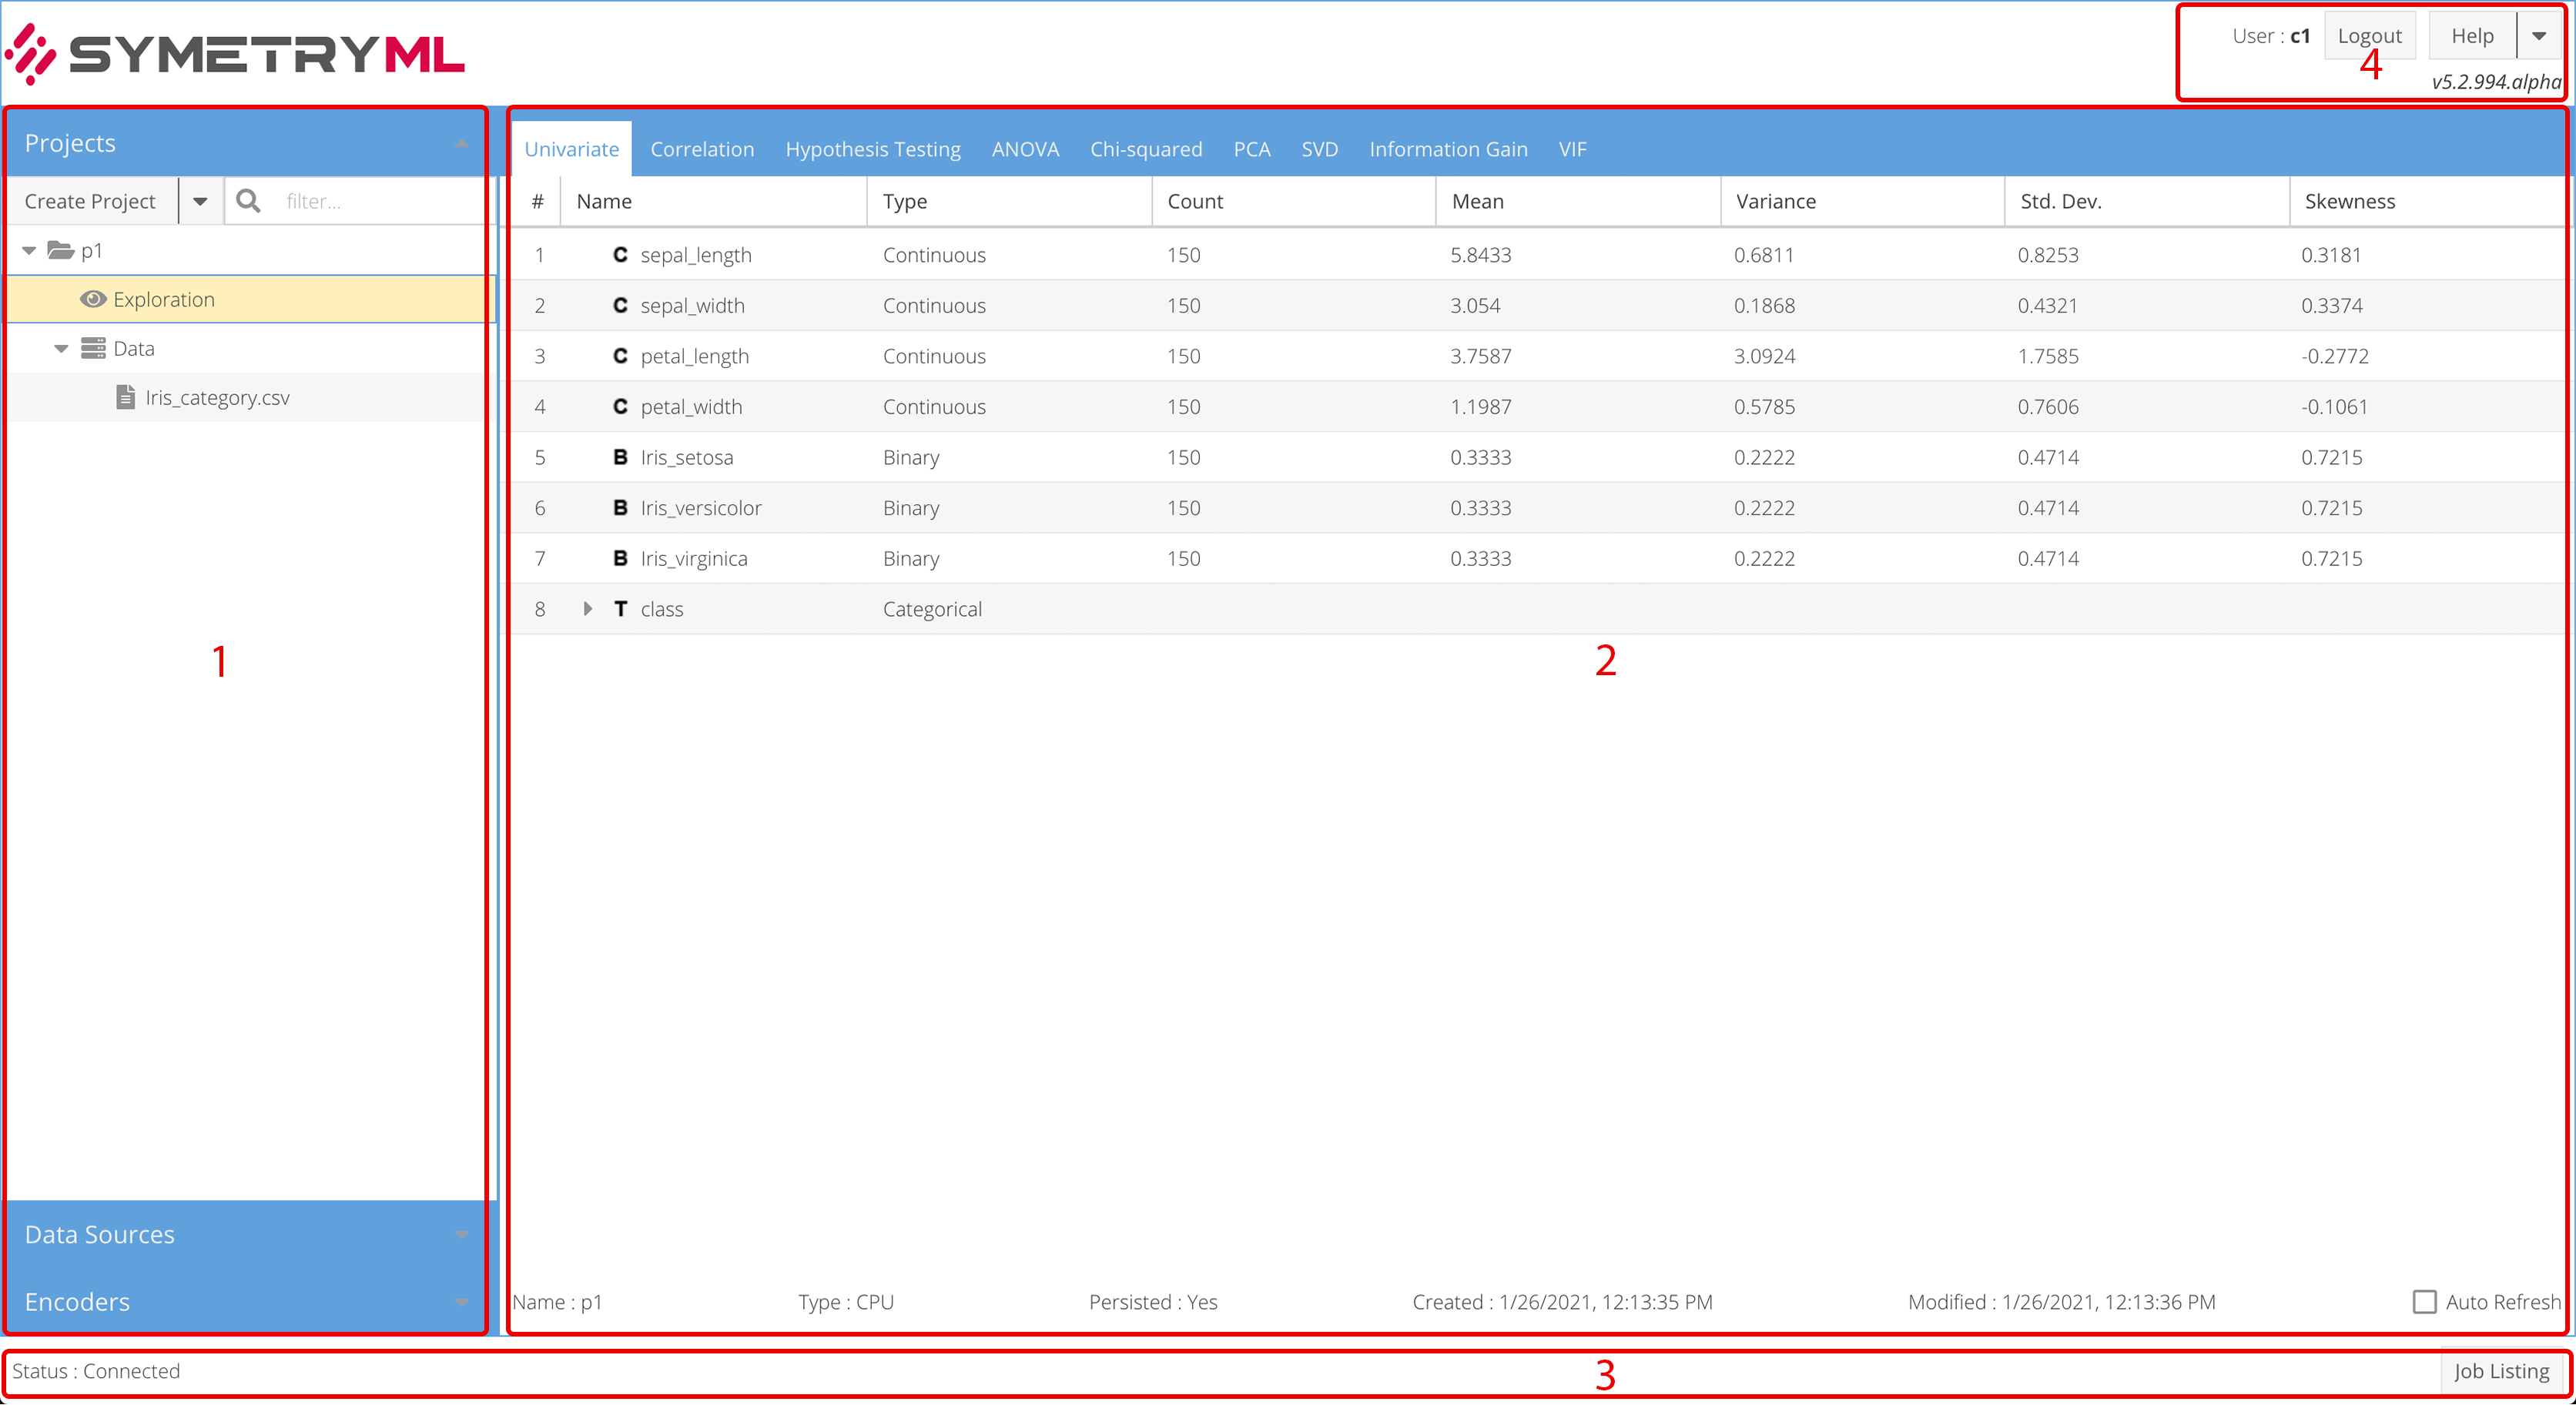 SYMETRYML
User : c1 Logout Help
4
v5.2.994.alpha
Projects
Create Project filter...
p1
Exploration
Data
Iris_category.csv
1
Data Sources
Encoders
Univariate Correlation Hypothesis Testing ANOVA Chi-squared PCA SVD Information Gain VIF
# Name Type Count Mean Variance Std. Dev. Skewness
1 C sepal_length Continuous 150 5.8433 0.6811 0.8253 0.3181
2 C sepal_width Continuous 150 3.054 0.1868 0.4321 0.3374
3 C petal_length Continuous 150 3.7587 3.0924 1.7585 -0.2772
4 C petal_width Continuous 150 1.1987 0.5785 0.7606 -0.1061
5 B Iris_setosa Binary 150 0.3333 0.2222 0.4714 0.7215
6 B Iris_versicolor Binary 150 0.3333 0.2222 0.4714 0.7215
7 B Iris_virginica Binary 150 0.3333 0.2222 0.4714 0.7215
8 T class Categorical
2
Name : p1 Type : CPU Persisted : Yes Created : 1/26/2021, 12:13:35 PM Modified : 1/26/2021, 12:13:36 PM Auto Refresh
Status : Connected 3 Job Listing